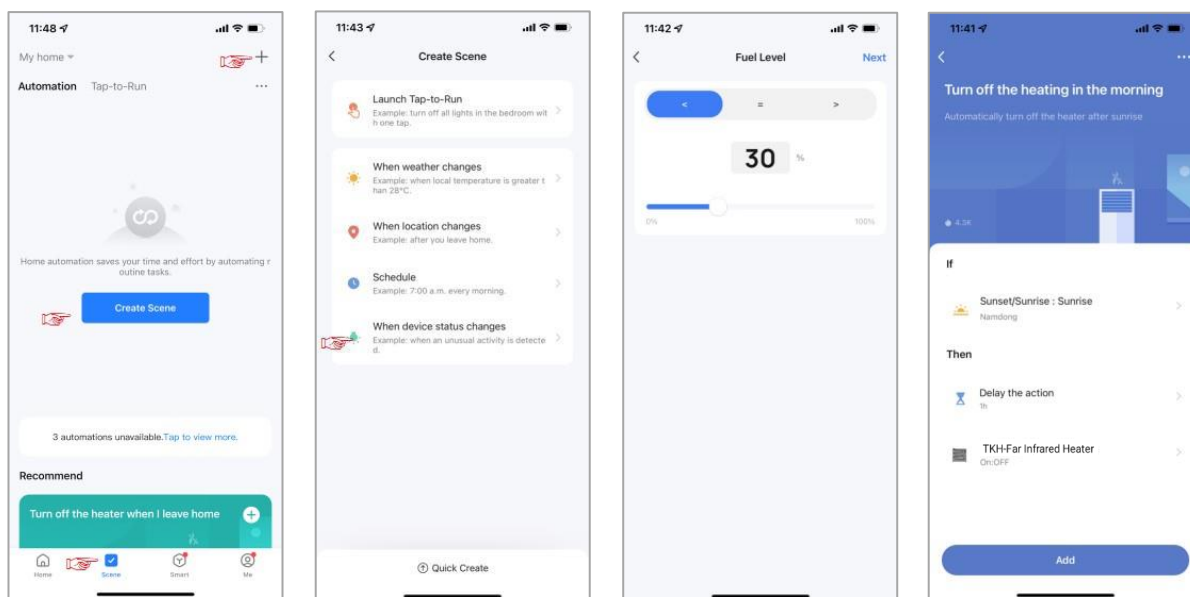 11:48
My home
Automation Tap-to-Run
Home automation saves your time and effort by automating r
outine tasks.
Create Scene
3 automations unavailable.Tap to view more.
Recommend
Turn off the heater when I leave home
Home Scene Smart Me
11:43
Create Scene
Launch Tap-to-Run
Example: turn off all lights in the bedroom wit
h one tap.
When weather changes
Example: when local temperature is greater t
han 28°C.
When location changes
Example: after you leave home.
Schedule
Example: 7:00 a.m. every morning.
When device status changes
Example: when an unusual activity is detecte
d.
Quick Create
11:42
Fuel Level Next
< = >
30 %
0% 100%
11:41
Turn off the heating in the morning
Automatically turn off the heater after sunrise
4.3K
If
Sunset/Sunrise : Sunrise
Namdong
Then
Delay the action
1h
TKH-Far Infrared Heater
On:OFF
Add